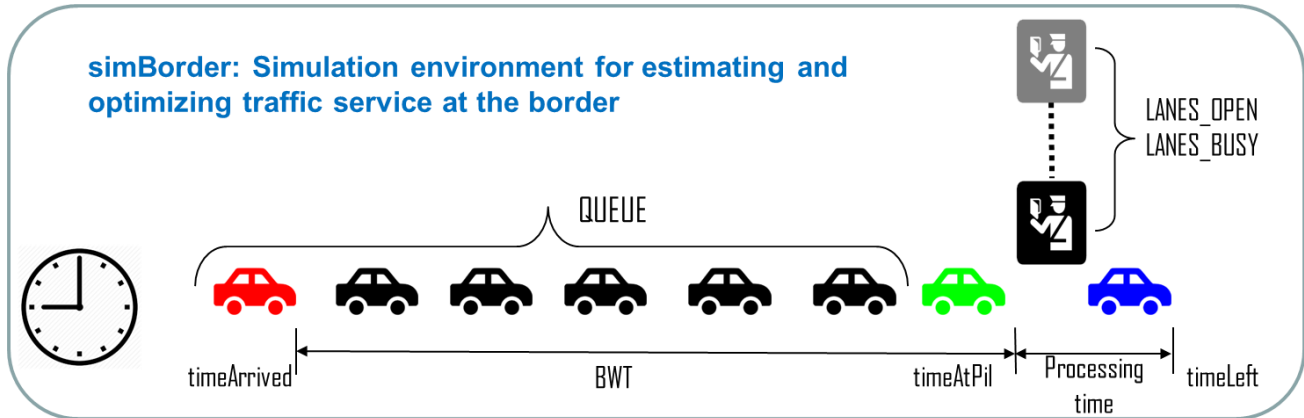 simBorder: Simulation environment for estimating and
optimizing traffic service at the border
LANES_OPEN
LANES_BUSY
QUEUE
timeArrived
BWT
timeAtPil
Processing
time
timeLeft